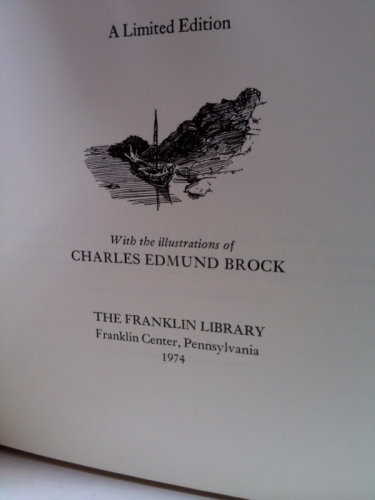 A Limited Edition
With the illustrations of
CHARLES EDMUND BROCK
THE FRANKLIN LIBRARY
Franklin Center, Pennsylvania
1974